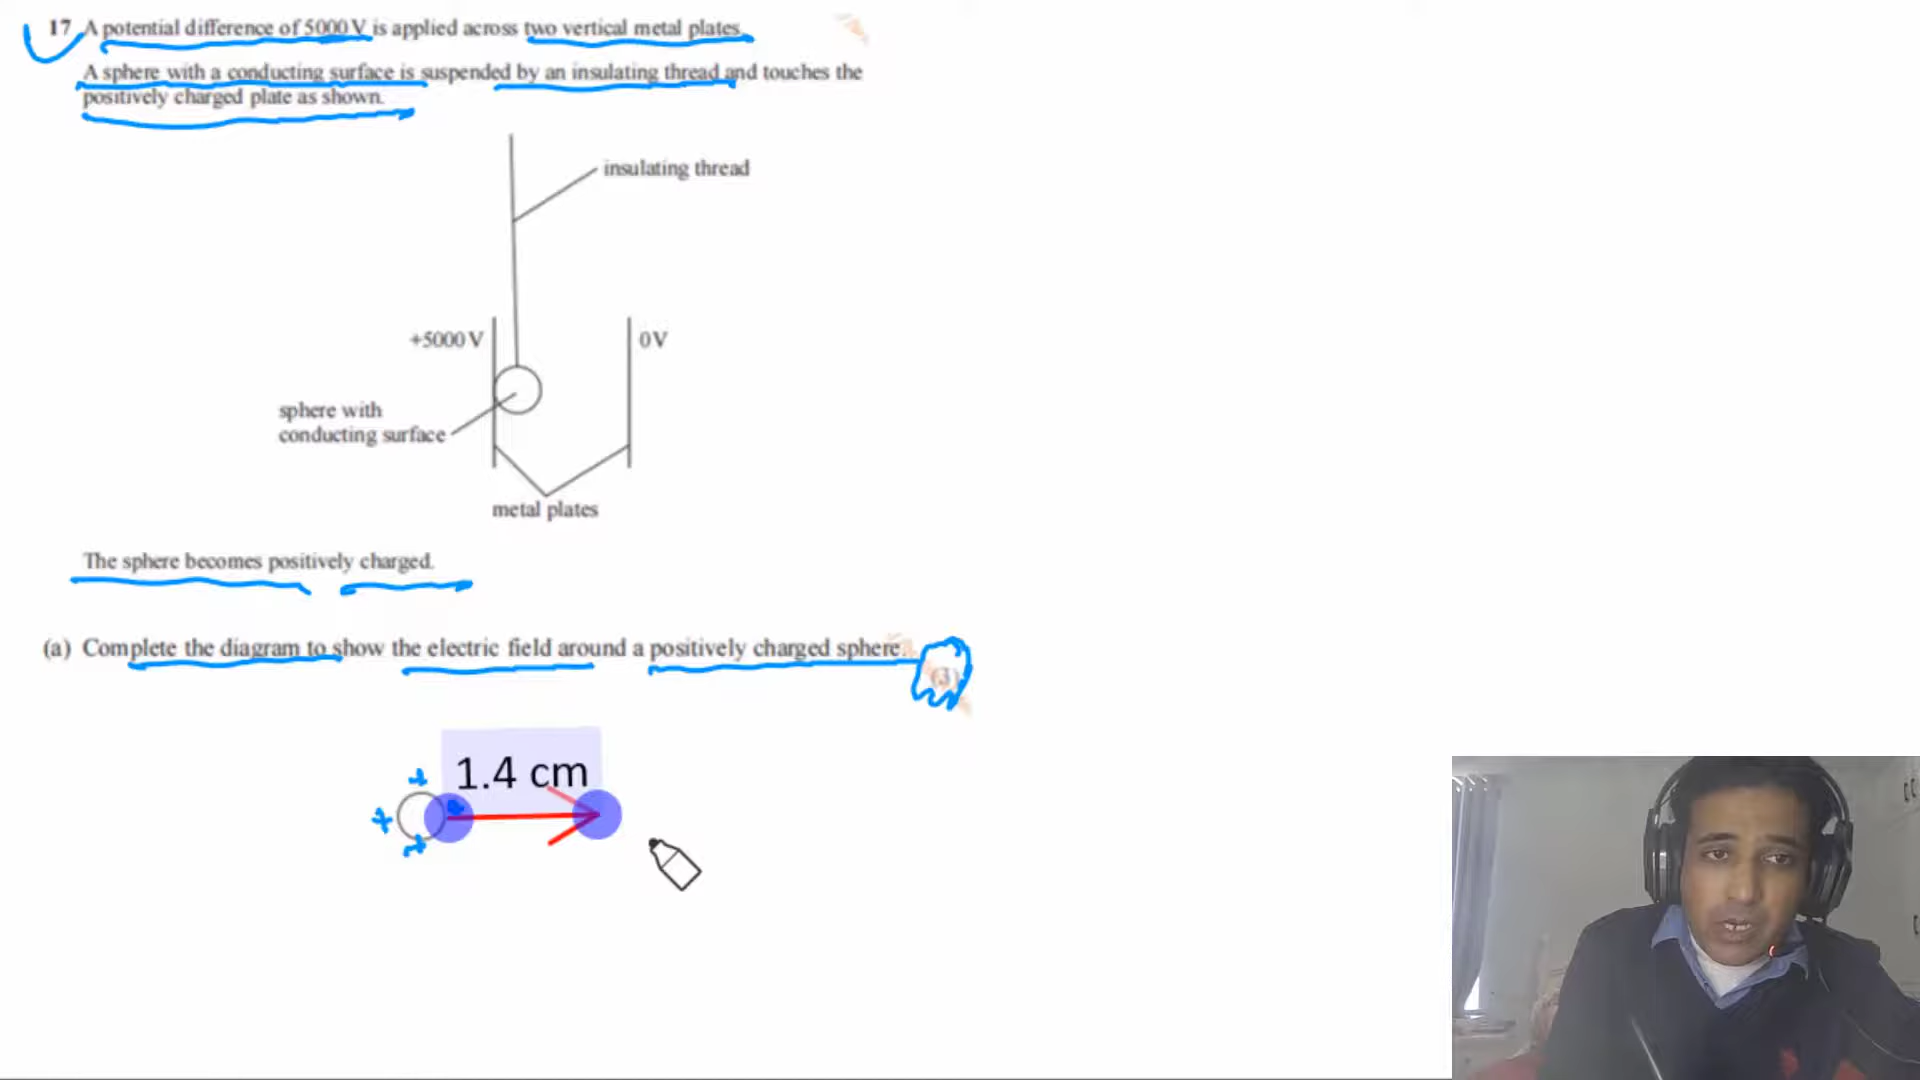 17 A potential difference of 5000 V is applied across two vertical metal plates.
A sphere with a conducting surface is suspended by an insulating thread and touches the
positively charged plate as shown.
insulating thread
+5000 V
0 V
sphere with
conducting surface
metal plates
The sphere becomes positively charged.
(a) Complete the diagram to show the electric field around a positively charged sphere.
(3)
1.4 cm
+
+
+